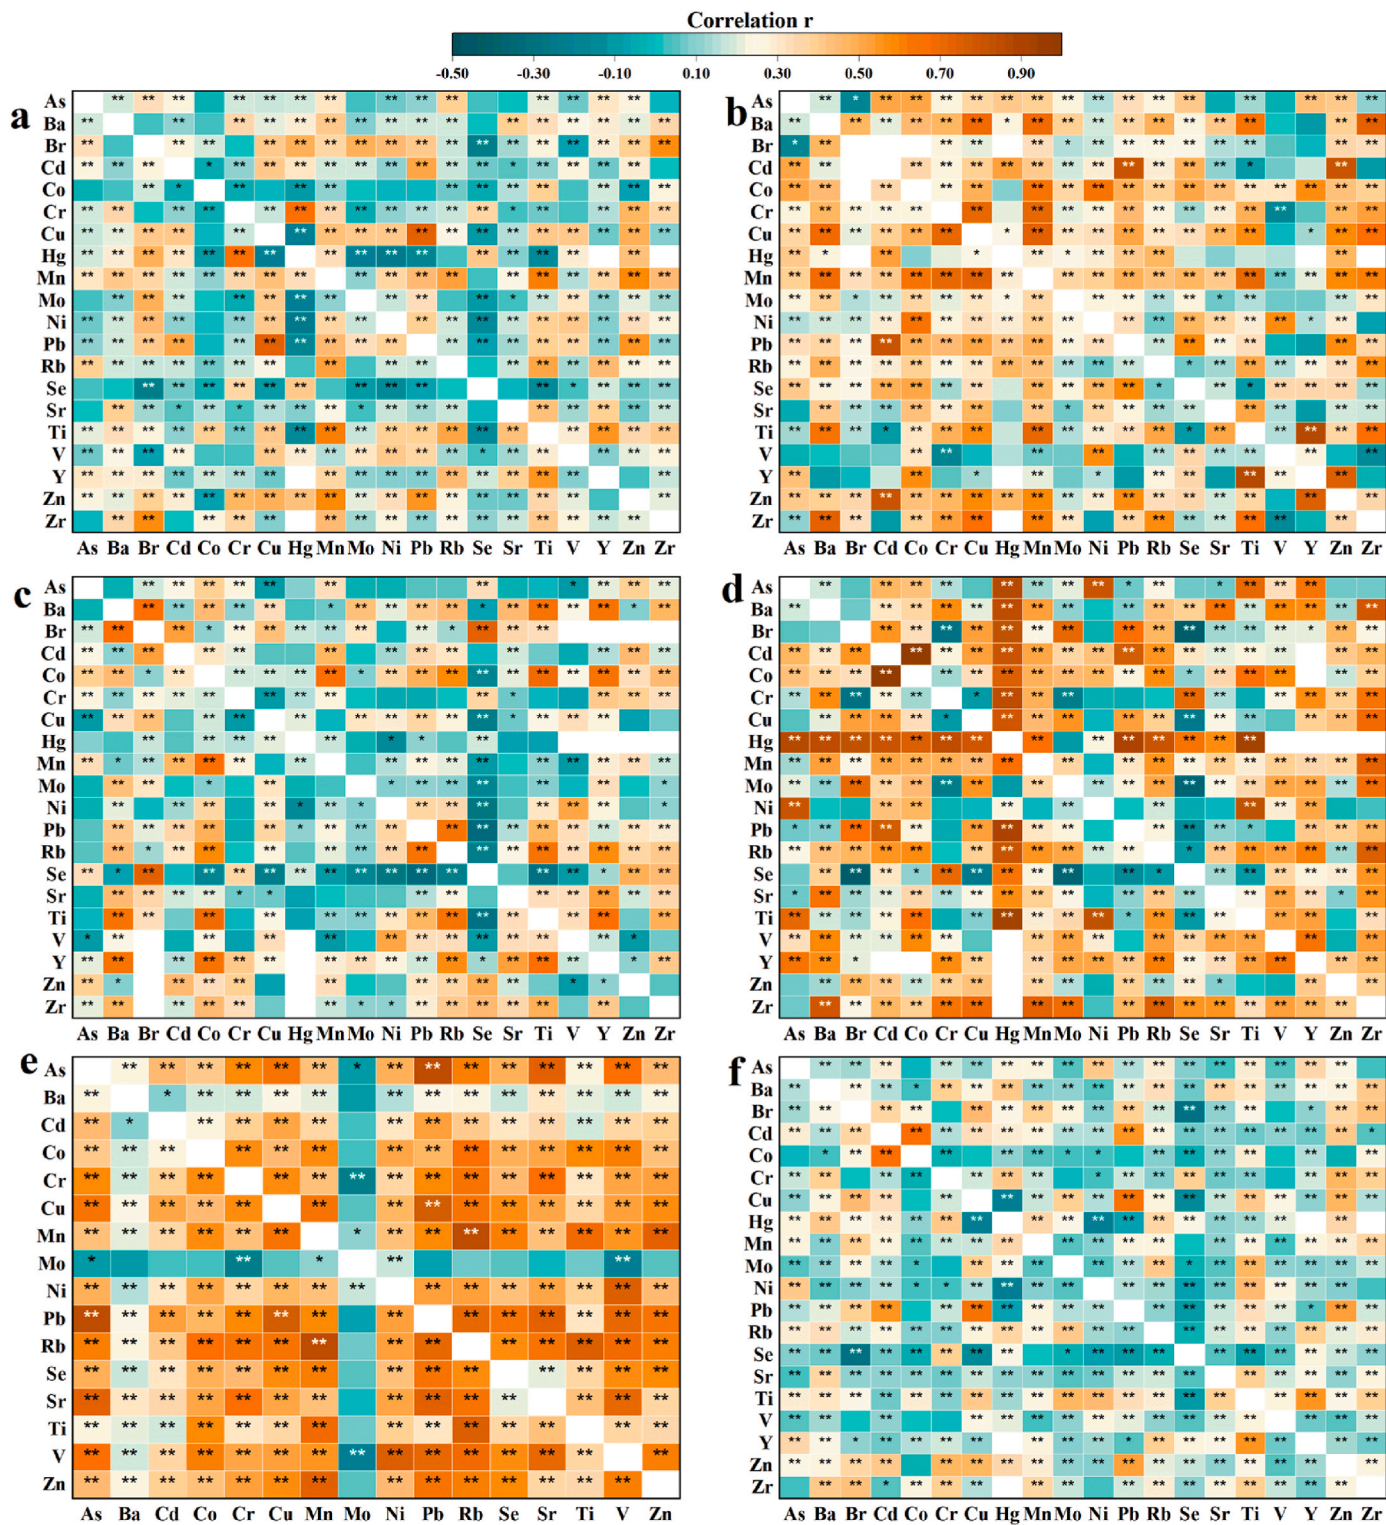 Correlation r
-0.50 -0.30 -0.10 0.10 0.30 0.50 0.70 0.90
a
As
Ba
Br
Cd
Co
Cr
Cu
Hg
Mn
Mo
Ni
Pb
Rb
Se
Sr
Ti
V
Y
Zn
Zr
As Ba Br Cd Co Cr Cu Hg Mn Mo Ni Pb Rb Se Sr Ti V Y Zn Zr
b
As
Ba
Br
Cd
Co
Cr
Cu
Hg
Mn
Mo
Ni
Pb
Rb
Se
Sr
Ti
V
Y
Zn
Zr
As Ba Br Cd Co Cr Cu Hg Mn Mo Ni Pb Rb Se Sr Ti V Y Zn Zr
c
As
Ba
Br
Cd
Co
Cr
Cu
Hg
Mn
Mo
Ni
Pb
Rb
Se
Sr
Ti
V
Y
Zn
Zr
As Ba Br Cd Co Cr Cu Hg Mn Mo Ni Pb Rb Se Sr Ti V Y Zn Zr
d
As
Ba
Br
Cd
Co
Cr
Cu
Hg
Mn
Mo
Ni
Pb
Rb
Se
Sr
Ti
V
Y
Zn
Zr
As Ba Br Cd Co Cr Cu Hg Mn Mo Ni Pb Rb Se Sr Ti V Y Zn Zr
e
As
Ba
Cd
Co
Cr
Cu
Mn
Mo
Ni
Pb
Rb
Se
Sr
Ti
V
Zn
As Ba Cd Co Cr Cu Mn Mo Ni Pb Rb Se Sr Ti V Zn
f
As
Ba
Br
Cd
Co
Cr
Cu
Hg
Mn
Mo
Ni
Pb
Rb
Se
Sr
Ti
V
Y
Zn
Zr
As Ba Br Cd Co Cr Cu Hg Mn Mo Ni Pb Rb Se Sr Ti V Y Zn Zr